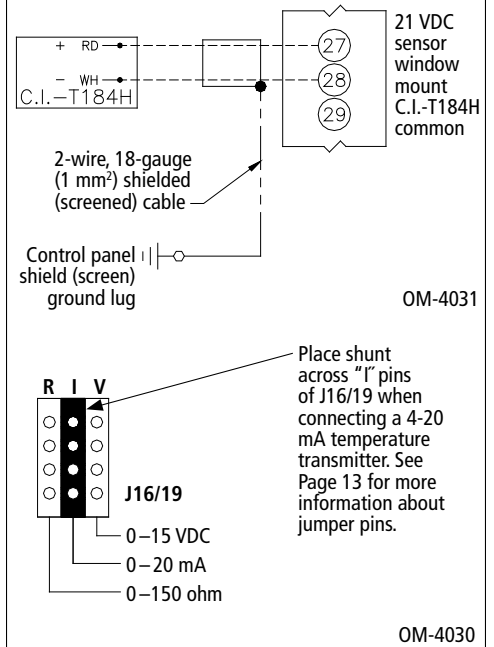 + RD
− WH
C.I.–T184H
27
28
29
21 VDC
sensor
window
mount
C.I.-T184H
common
2-wire, 18-gauge
(1 mm²) shielded
(screened) cable
Control panel
shield (screen)
ground lug
OM-4031
R I V
J16/19
0–15 VDC
0–20 mA
0–150 ohm
Place shunt
across "I" pins
of J16/19 when
connecting a 4-20
mA temperature
transmitter. See
Page 13 for more
information about
jumper pins.
OM-4030